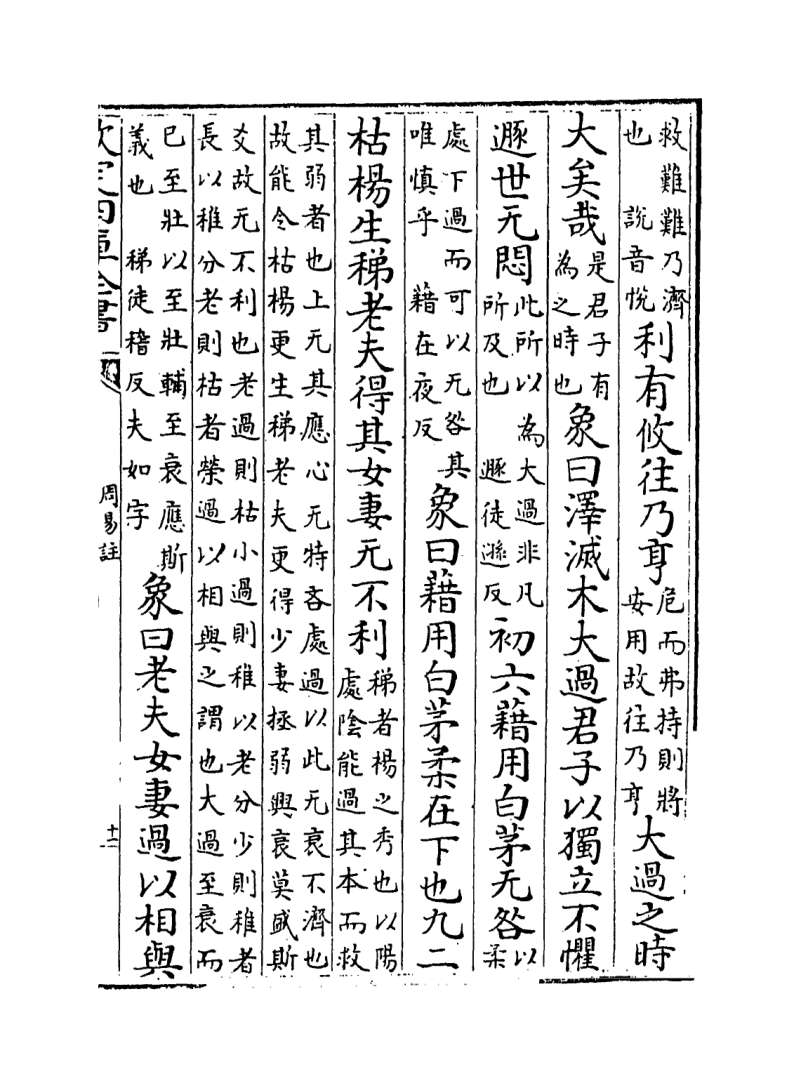 救難難乃濟也　說音悅利有攸往乃亨危而弗持則將安用故往乃亨大過之時
大矣哉是君子有為之時也象曰澤滅木大過君子以獨立不懼
遯世无悶此所以為大過非凡所及也　遯徒遜反初六藉用白茅无咎以柔
處下過而可以无咎其唯慎乎　藉在夜反象曰藉用白茅柔在下也九二
枯楊生稊老夫得其女妻无不利稊者楊之秀也以陽處陰能過其本而救
其弱者也上无其應心无特吝處過以此无衰不濟也
故能令枯楊更生稊老夫更得少妻拯弱興衰莫盛斯
爻故无不利也老過則枯小過則稚以老分少則稚者
長以稚分老則枯者榮過以相與之謂也大過至衰而
已至壯以至壯輔至衰應斯義也　稊徒稽反夫如字象曰老夫女妻過以相與
欽定四庫全書
周易註
十二